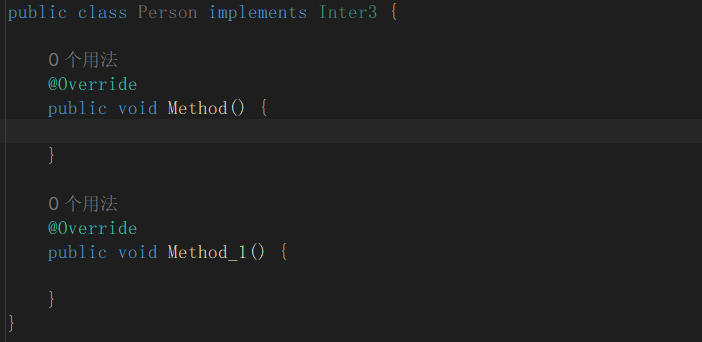 public class Person implements Inter3 {
0 个用法
@Override
public void Method() {
}
0 个用法
@Override
public void Method_1() {
}
}